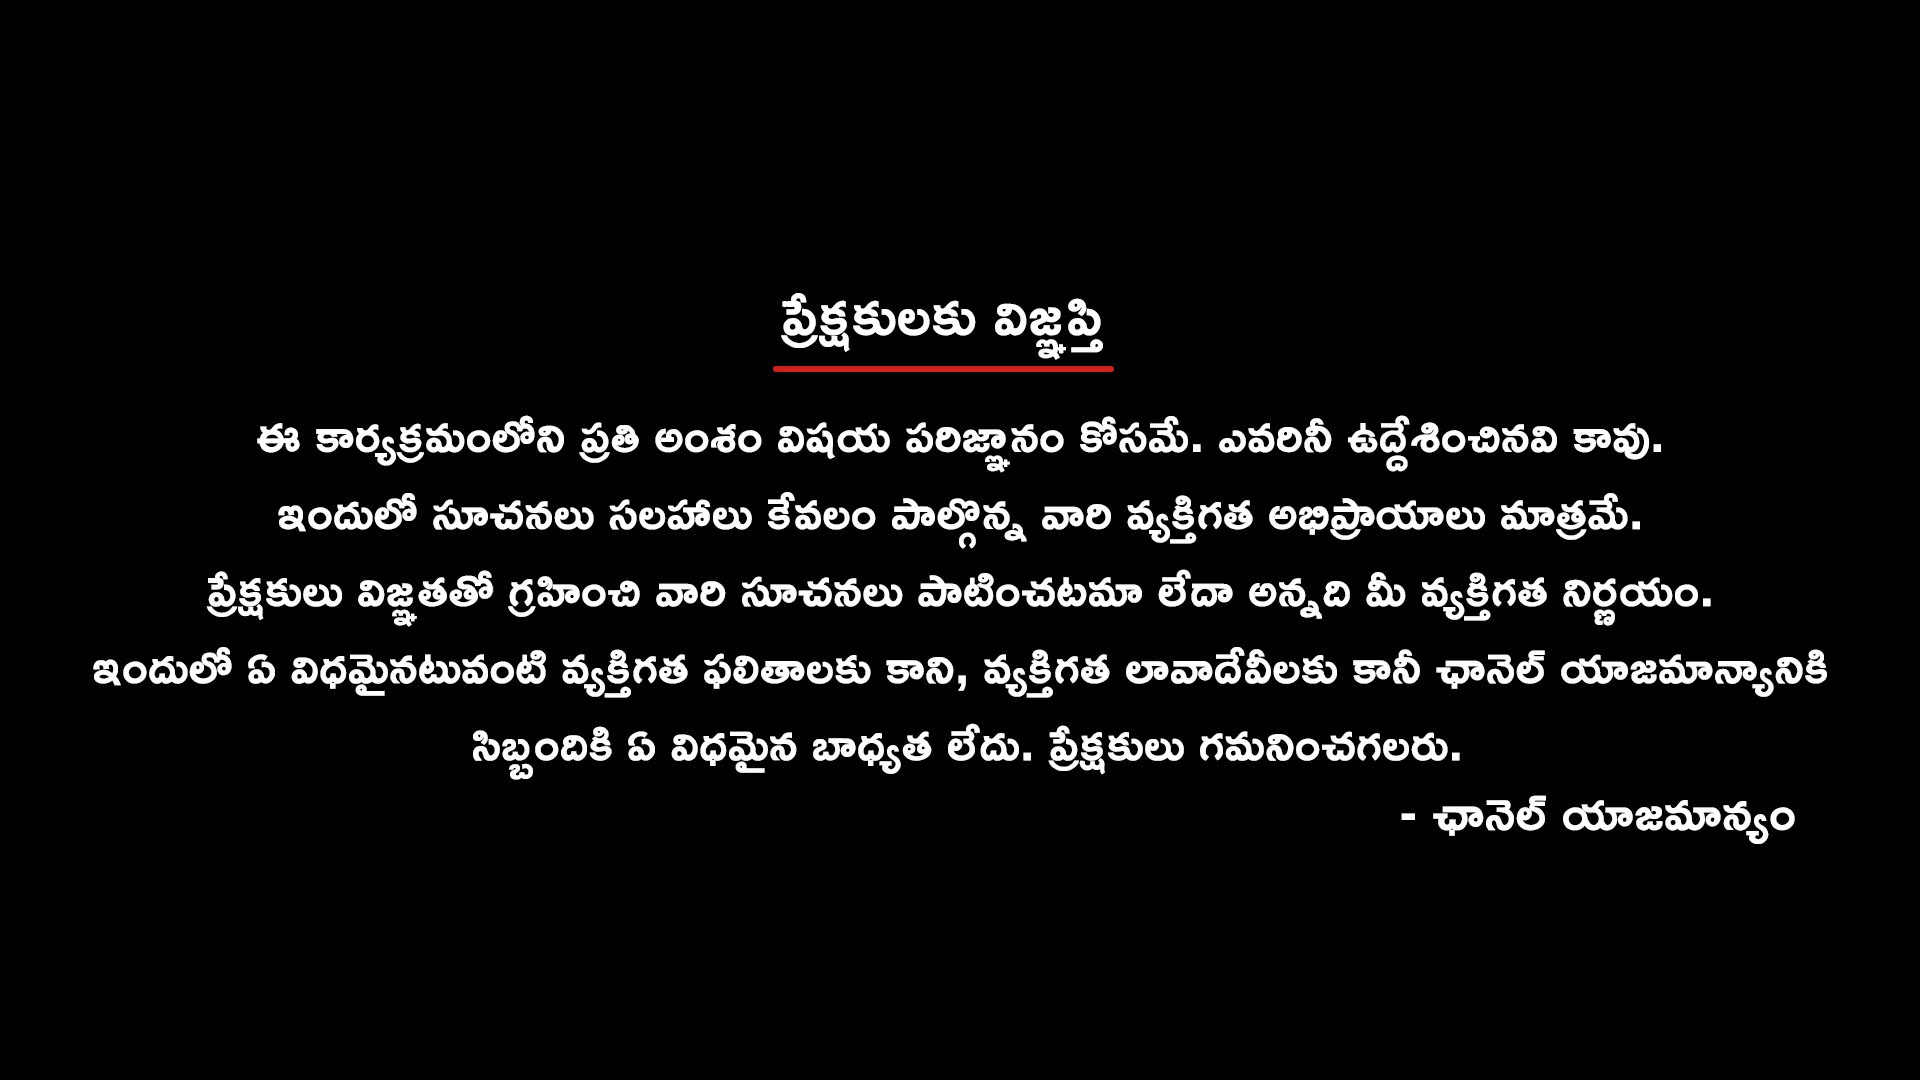 ప్రేక్షకులకు విజ్ఞప్తి
ఈ కార్యక్రమంలోని ప్రతి అంశం విషయ పరిజ్ఞానం కోసమే. ఎవరినీ ఉద్దేశించినవి కావు.
ఇందులో సూచనలు సలహాలు కేవలం పాల్గొన్న వారి వ్యక్తిగత అభిప్రాయాలు మాత్రమే.
ప్రేక్షకులు విజ్ఞతతో గ్రహించి వారి సూచనలు పాటించటమా లేదా అన్నది మీ వ్యక్తిగత నిర్ణయం.
ఇందులో ఏ విధమైనటువంటి వ్యక్తిగత ఫలితాలకు కాని, వ్యక్తిగత లావాదేవీలకు కానీ ఛానెల్ యాజమాన్యానికి
సిబ్బందికి ఏ విధమైన బాధ్యత లేదు. ప్రేక్షకులు గమనించగలరు.
- ఛానెల్ యాజమాన్యం